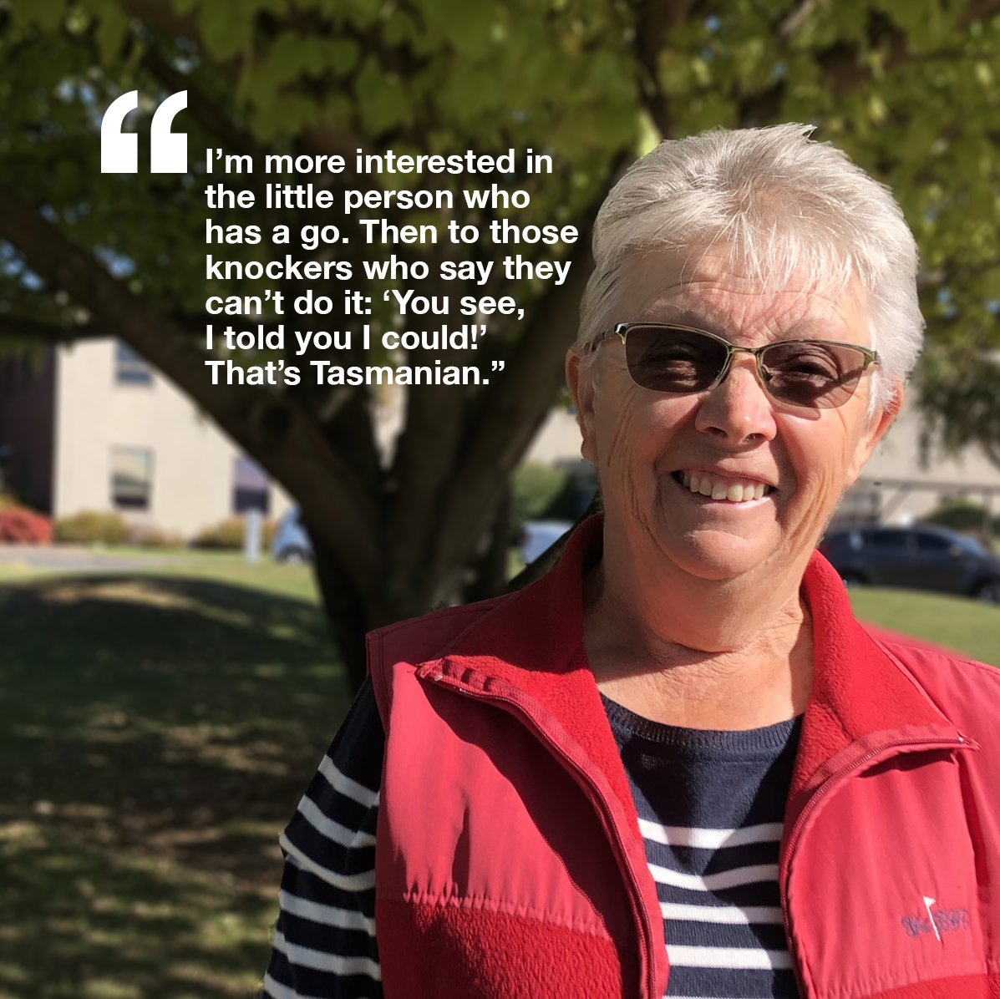 “
I’m more interested in
the little person who
has a go. Then to those
knockers who say they
can’t do it: ‘You see,
I told you I could!’
That’s Tasmanian.”